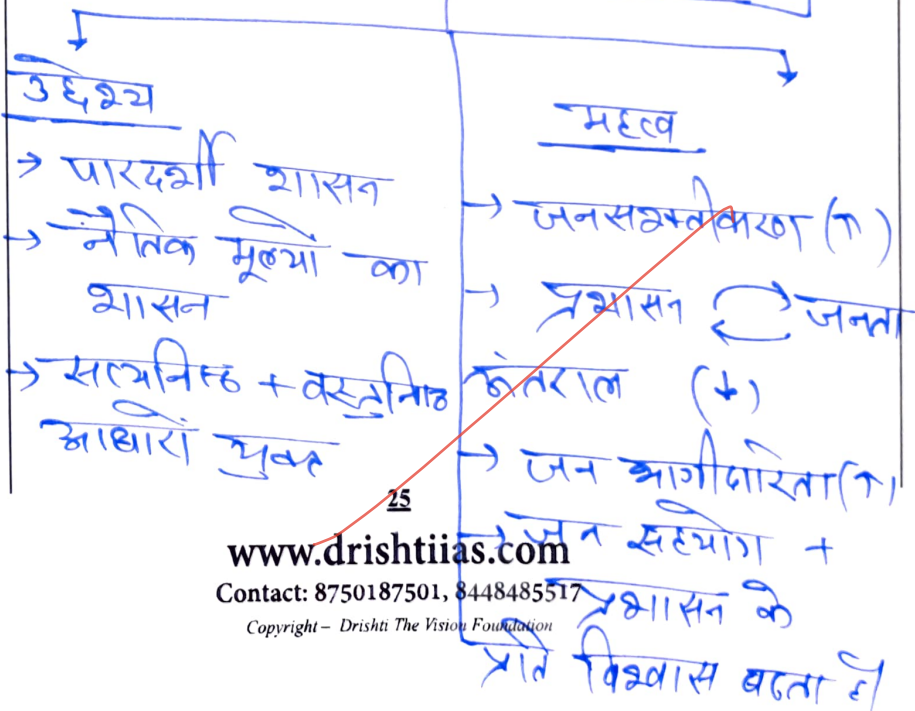 उद्देश्य
→ पारदर्शी शासन
→ नैतिक मूल्यों का
शासन
→ सत्यनिष्ठ + वस्तुनिष्ठ
आधारों युक्त
महत्व
→ जनसशक्तीकरण (↑)
→ प्रशासन जनता
अंतराल (↓)
→ जन भागीदारिता (↑)
→ जन सहयोग +
प्रशासन के
प्रति विश्वास बढता है।
25
www.drishtiias.com
Contact: 8750187501, 8448485517
Copyright – Drishti The Vision Foundation